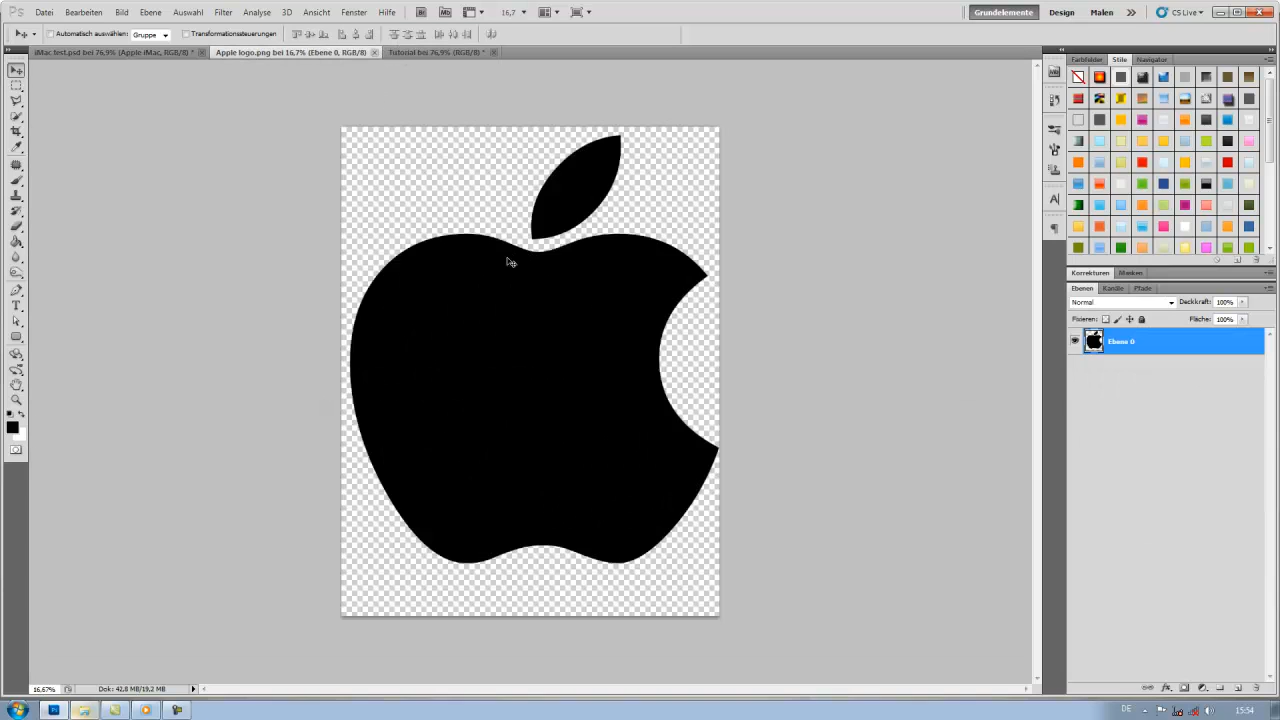 Ps Datei Bearbeiten Bild Ebene Auswahl Filter Analyse 3D Ansicht Fenster Hilfe Br Mb 16,7 Grundelemente Design Malen CS Live
Automatisch auswählen: Gruppe Transformationssteuerungen
iMac test.psd bei 76,9% (Apple iMac, RGB/8) * Apple logo.png bei 16,7% (Ebene 0, RGB/8) Tutorial bei 76,9% (RGB/8) *
Farbfelder Stile Navigator
Korrekturen Masken
Ebenen Kanäle Pfade
Normal Deckkraft: 100%
Fixieren: Fläche: 100%
Ebene 0
16,67% Dok: 42,8 MB/19,2 MB
DE 15:54